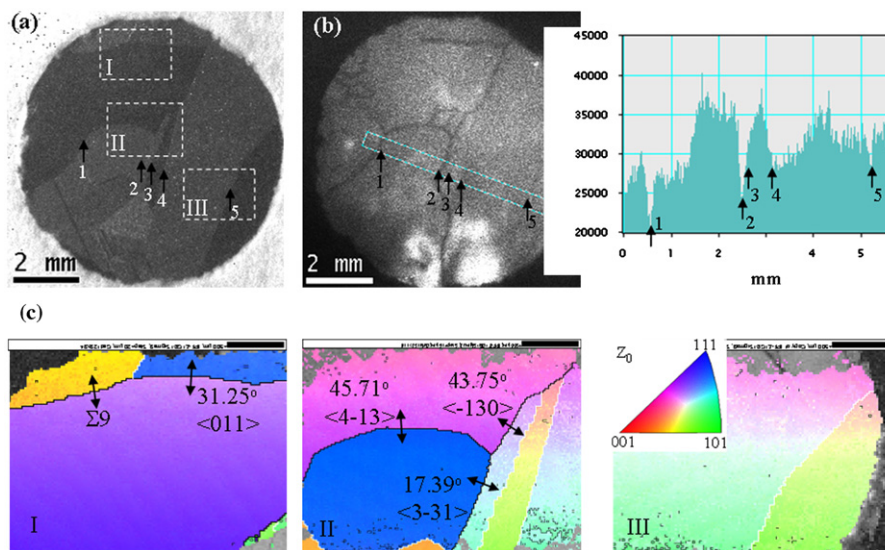 (a)
I
II
III
1
2
3
4
5
2 mm
(b)
1
2
3
4
5
2 mm
45000
40000
35000
30000
25000
20000
1
2
3
4
5
0
1
2
3
4
5
mm
(c)
Σ9
31.25°
<011>
I
45.71°
<4-13>
43.75°
<-130>
17.39°
<3-31>
II
Z0
111
001
101
III